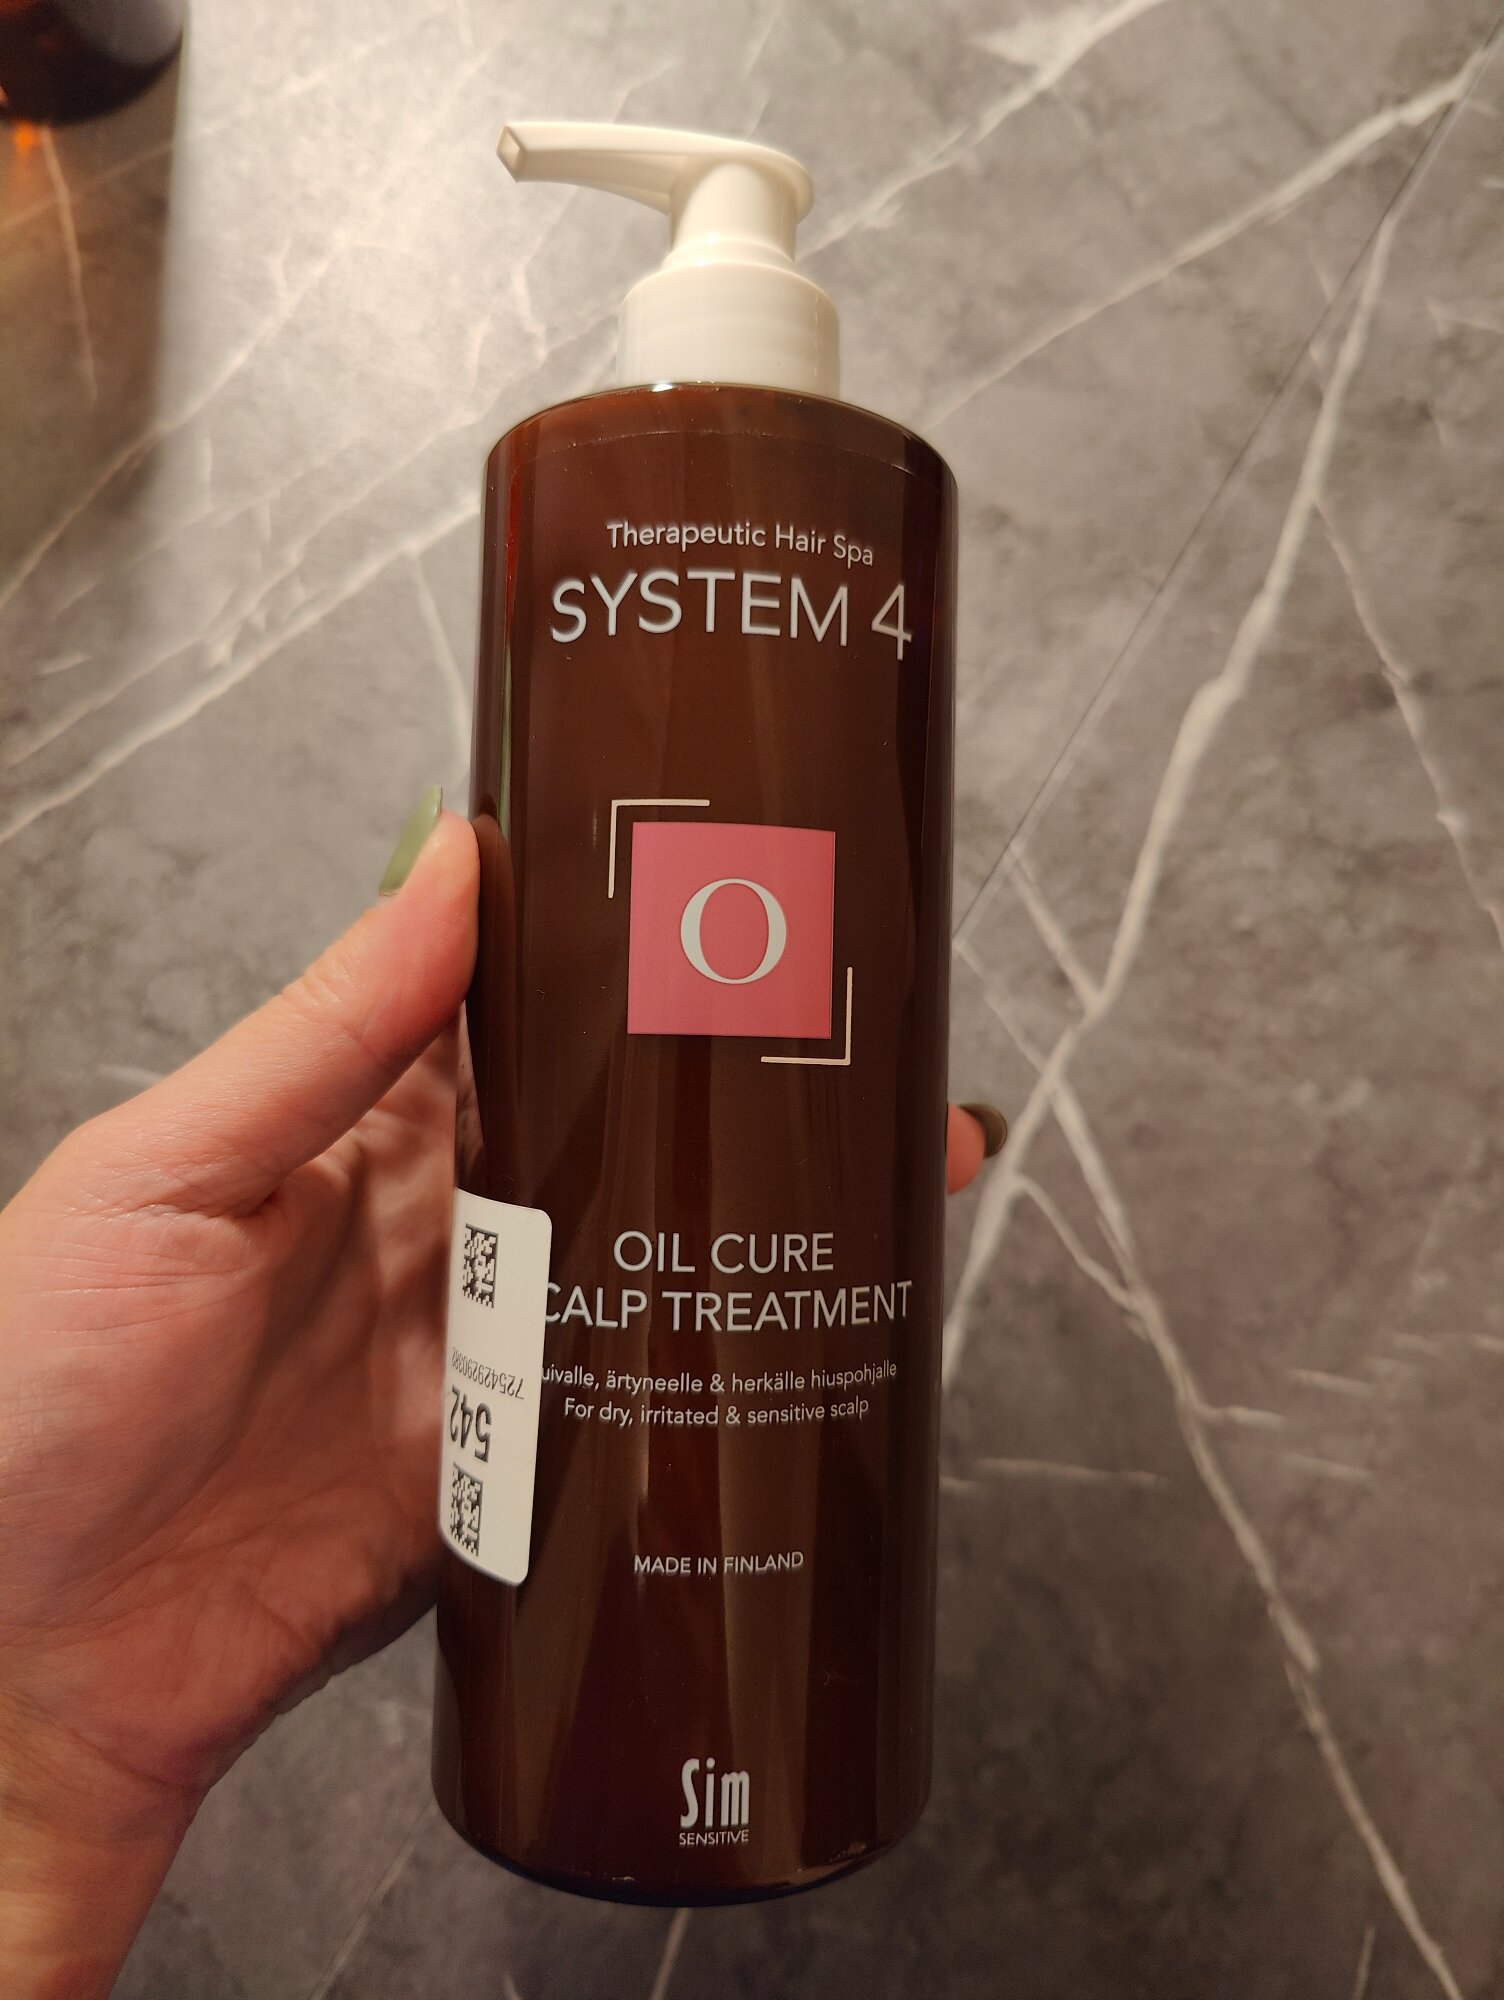 Therapeutic Hair Spa
SYSTEM 4
O
OIL CURE
CALP TREATMENT
uivalle, ärtyneelle & herkälle hiuspohjalle
For dry, irritated & sensitive scalp
542
MADE IN FINLAND
Sim
SENSITIVE